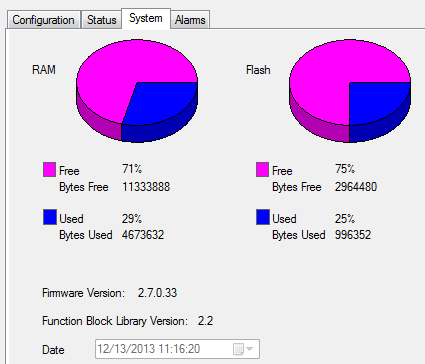 Configuration Status System Alarms
RAM Flash
Free 71% Free 75%
Bytes Free 11333888 Bytes Free 2964480
Used 29% Used 25%
Bytes Used 4673632 Bytes Used 996352
Firmware Version: 2.7.0.33
Function Block Library Version: 2.2
Date 12/13/2013 11:16:20